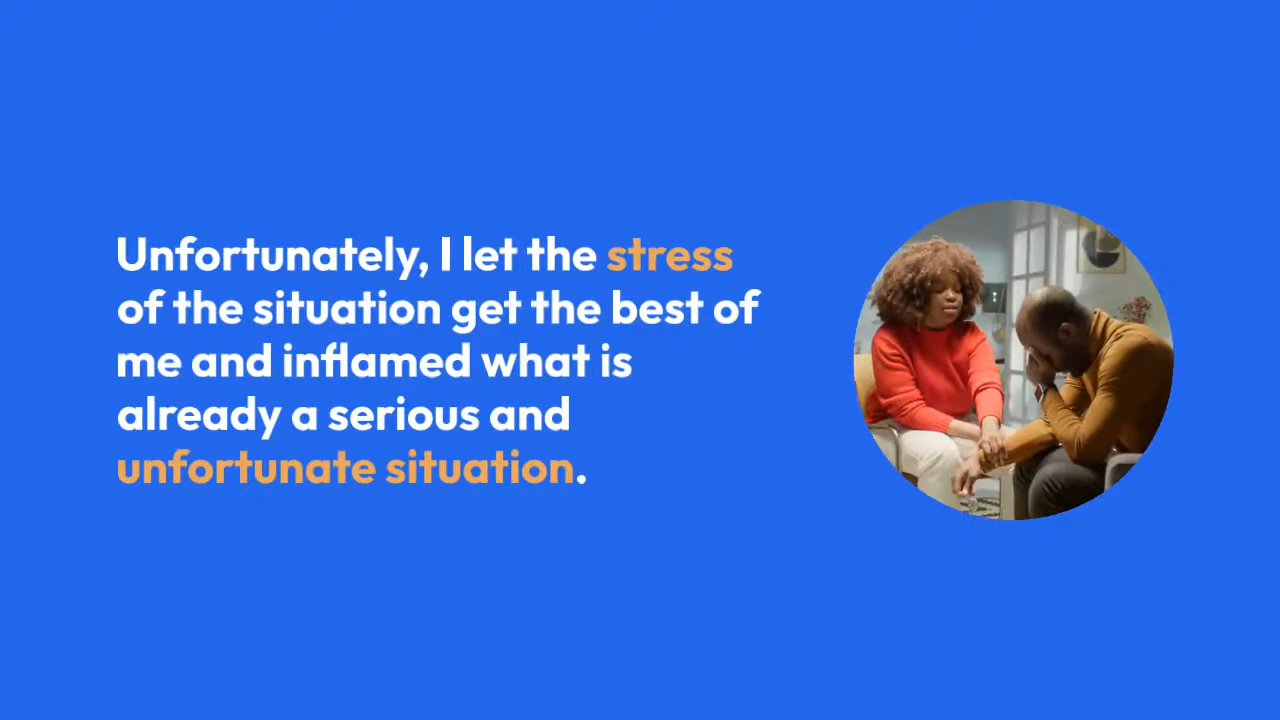 Unfortunately, I let the stress
of the situation get the best of
me and inflamed what is
already a serious and
unfortunate situation.